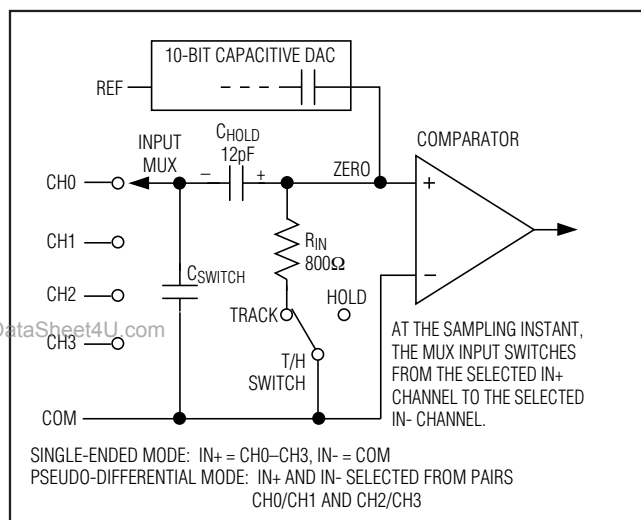 10-BIT CAPACITIVE DAC
REF
COMPARATOR
INPUT
MUX
CHOLD
12pF
ZERO
CH0
– +
+
RIN
800Ω
CH1
CSWITCH
–
CH2
HOLD
TRACK
DataSheet4U.com
CH3
T/H
SWITCH
AT THE SAMPLING INSTANT,
THE MUX INPUT SWITCHES
FROM THE SELECTED IN+
CHANNEL TO THE SELECTED
IN- CHANNEL.
COM
SINGLE-ENDED MODE: IN+ = CH0–CH3, IN- = COM
PSEUDO-DIFFERENTIAL MODE: IN+ AND IN- SELECTED FROM PAIRS
CH0/CH1 AND CH2/CH3